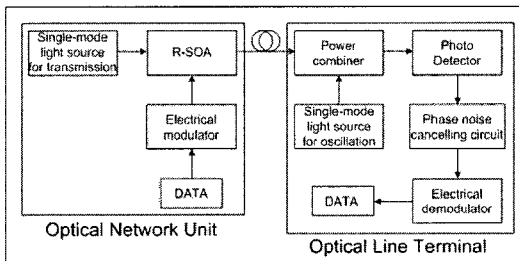 Single-mode
light source
for transmission
R-SOA
Electrical
modulator
DATA
Optical Network Unit
Power
combiner
Photo
Detector
Single-mode
light source
for oscillation
Phase noise
cancelling circuit
DATA
Electrical
demodulator
Optical Line Terminal